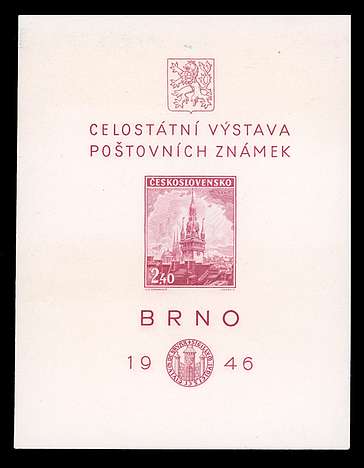 CELOSTÁTNÍ VÝSTAVA
POŠTOVNÍCH ZNÁMEK
ČESKOSLOVENSKO
2,40
BRNO
19 46